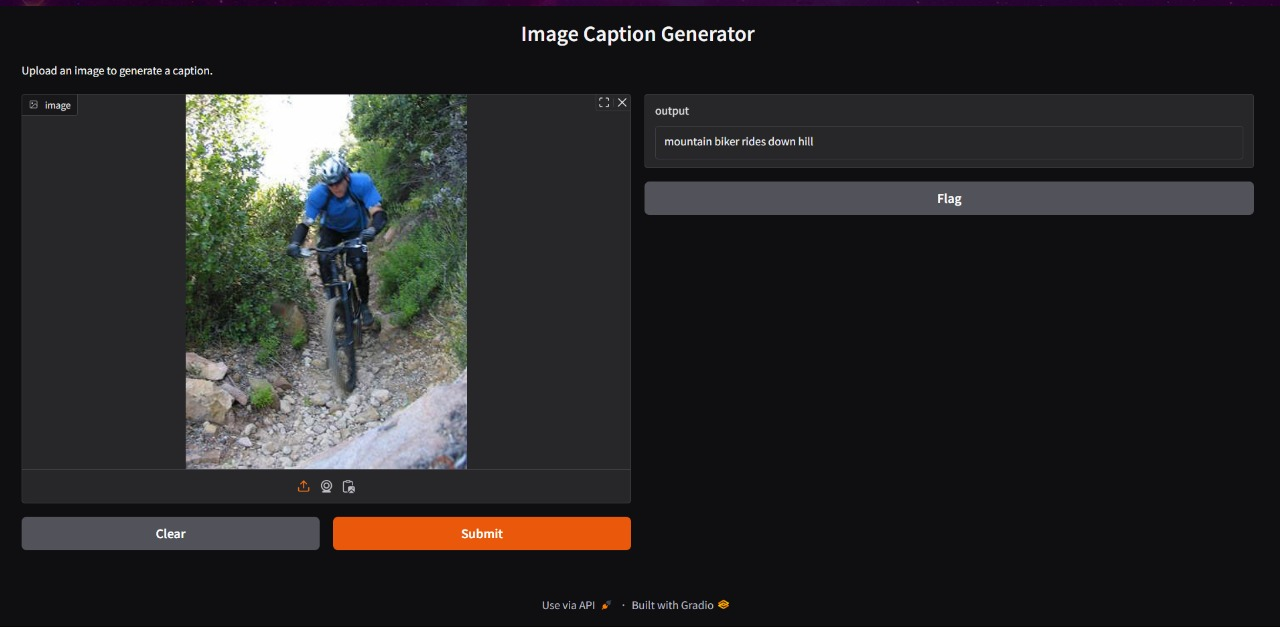 Image Caption Generator
Upload an image to generate a caption.
image
output
mountain biker rides down hill
Flag
Clear
Submit
Use via API · Built with Gradio